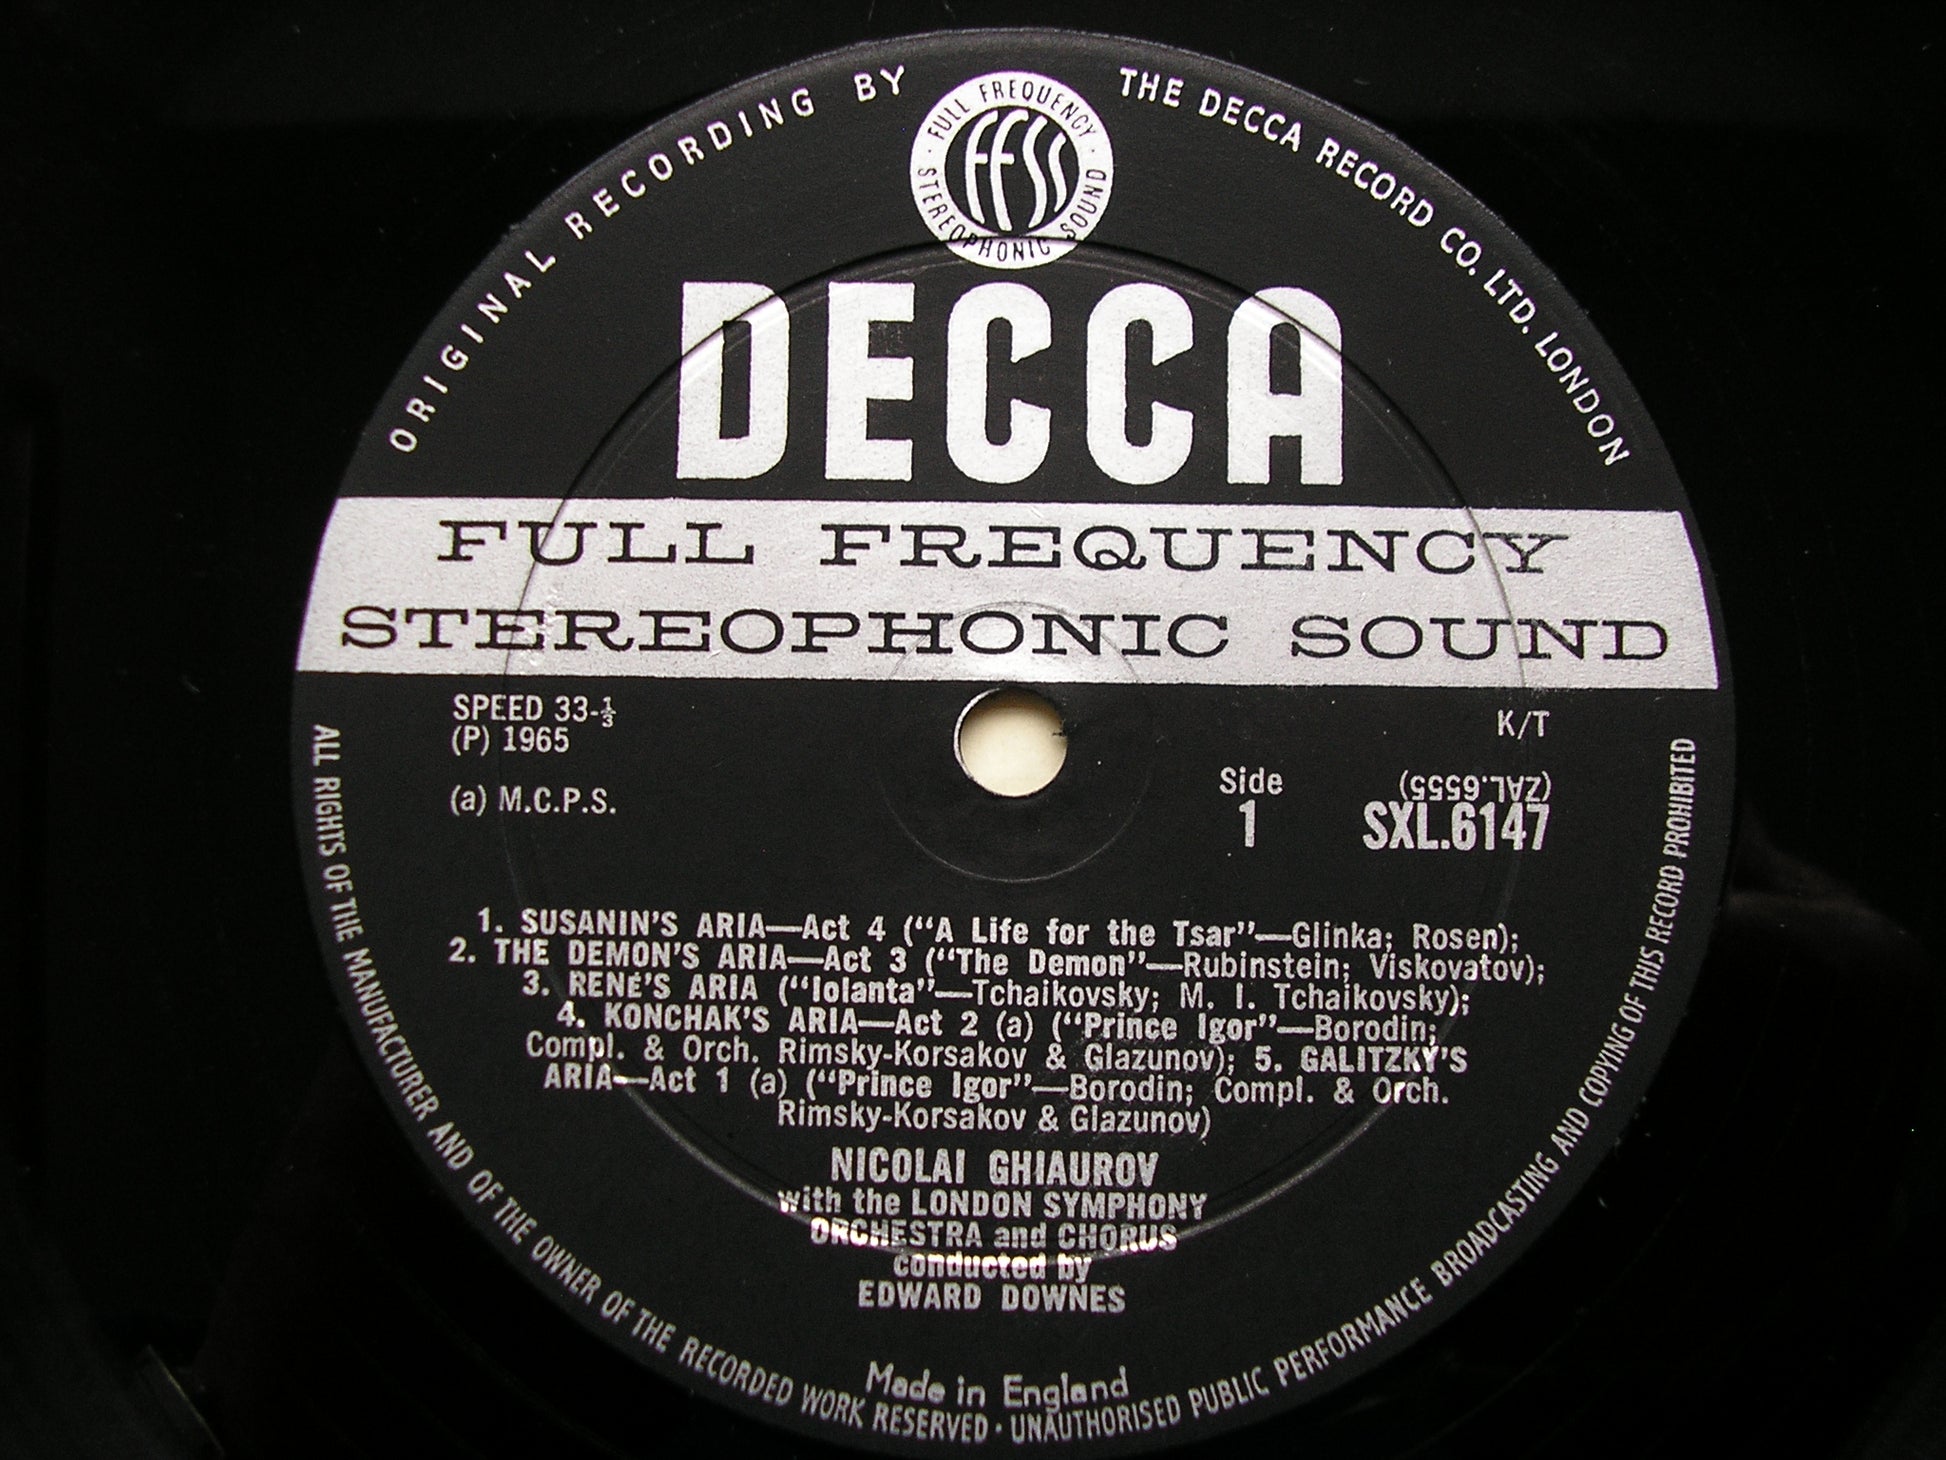 ORIGINAL RECORDING BY THE DECCA RECORD CO. LTD. LONDON
FULL FREQUENCY STEREOPHONIC SOUND
FFSS
DECCA
FULL FREQUENCY
STEREOPHONIC SOUND
SPEED 33-⅓
(P) 1965
(a) M.C.P.S.
K/T
Side
1
(ZAL.6555)
SXL.6147
1. SUSANIN'S ARIA—Act 4 ("A Life for the Tsar"—Glinka; Rosen);
2. THE DEMON'S ARIA—Act 3 ("The Demon"—Rubinstein; Viskovatov);
3. RENÉ'S ARIA ("Iolanta"—Tchaikovsky; M. I. Tchaikovsky);
4. KONCHAK'S ARIA—Act 2 (a) ("Prince Igor"—Borodin;
Compl. & Orch. Rimsky-Korsakov & Glazunov); 5. GALITZKY'S
ARIA—Act 1 (a) ("Prince Igor"—Borodin; Compl. & Orch.
Rimsky-Korsakov & Glazunov)
NICOLAI GHIAUROV
with the LONDON SYMPHONY
ORCHESTRA and CHORUS
conducted by
EDWARD DOWNES
Made in England
ALL RIGHTS OF THE MANUFACTURER AND OF THE OWNER OF THE RECORDED WORK RESERVED · UNAUTHORISED PUBLIC PERFORMANCE BROADCASTING AND COPYING OF THIS RECORD PROHIBITED